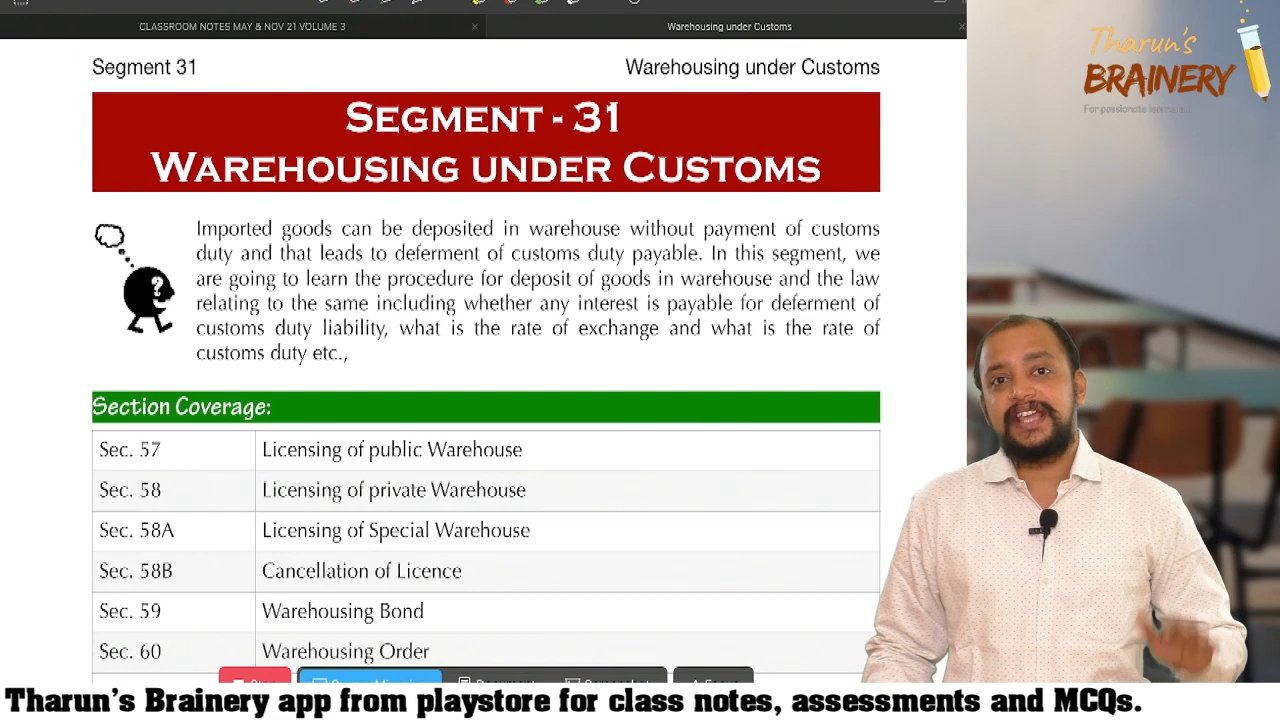 CLASSROOM NOTES MAY & NOV 21 VOLUME 3
Warehousing under Customs
Tharun's
BRAINERY
For passionate learners...
Segment 31
Warehousing under Customs
SEGMENT - 31
WAREHOUSING UNDER CUSTOMS
Imported goods can be deposited in warehouse without payment of customs
duty and that leads to deferment of customs duty payable. In this segment, we
are going to learn the procedure for deposit of goods in warehouse and the law
relating to the same including whether any interest is payable for deferment of
customs duty liability, what is the rate of exchange and what is the rate of
customs duty etc.,
Section Coverage:
Sec. 57 Licensing of public Warehouse
Sec. 58 Licensing of private Warehouse
Sec. 58A Licensing of Special Warehouse
Sec. 58B Cancellation of Licence
Sec. 59 Warehousing Bond
Sec. 60 Warehousing Order
Tharun's Brainery app from playstore for class notes, assessments and MCQs.